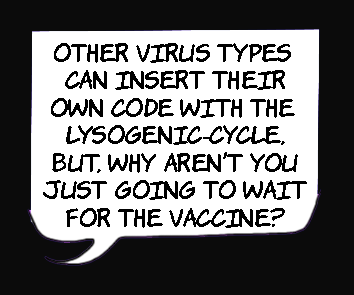 OTHER VIRUS TYPES
CAN INSERT THEIR
OWN CODE WITH THE
LYSOGENIC-CYCLE,
BUT, WHY AREN'T YOU
JUST GOING TO WAIT
FOR THE VACCINE?